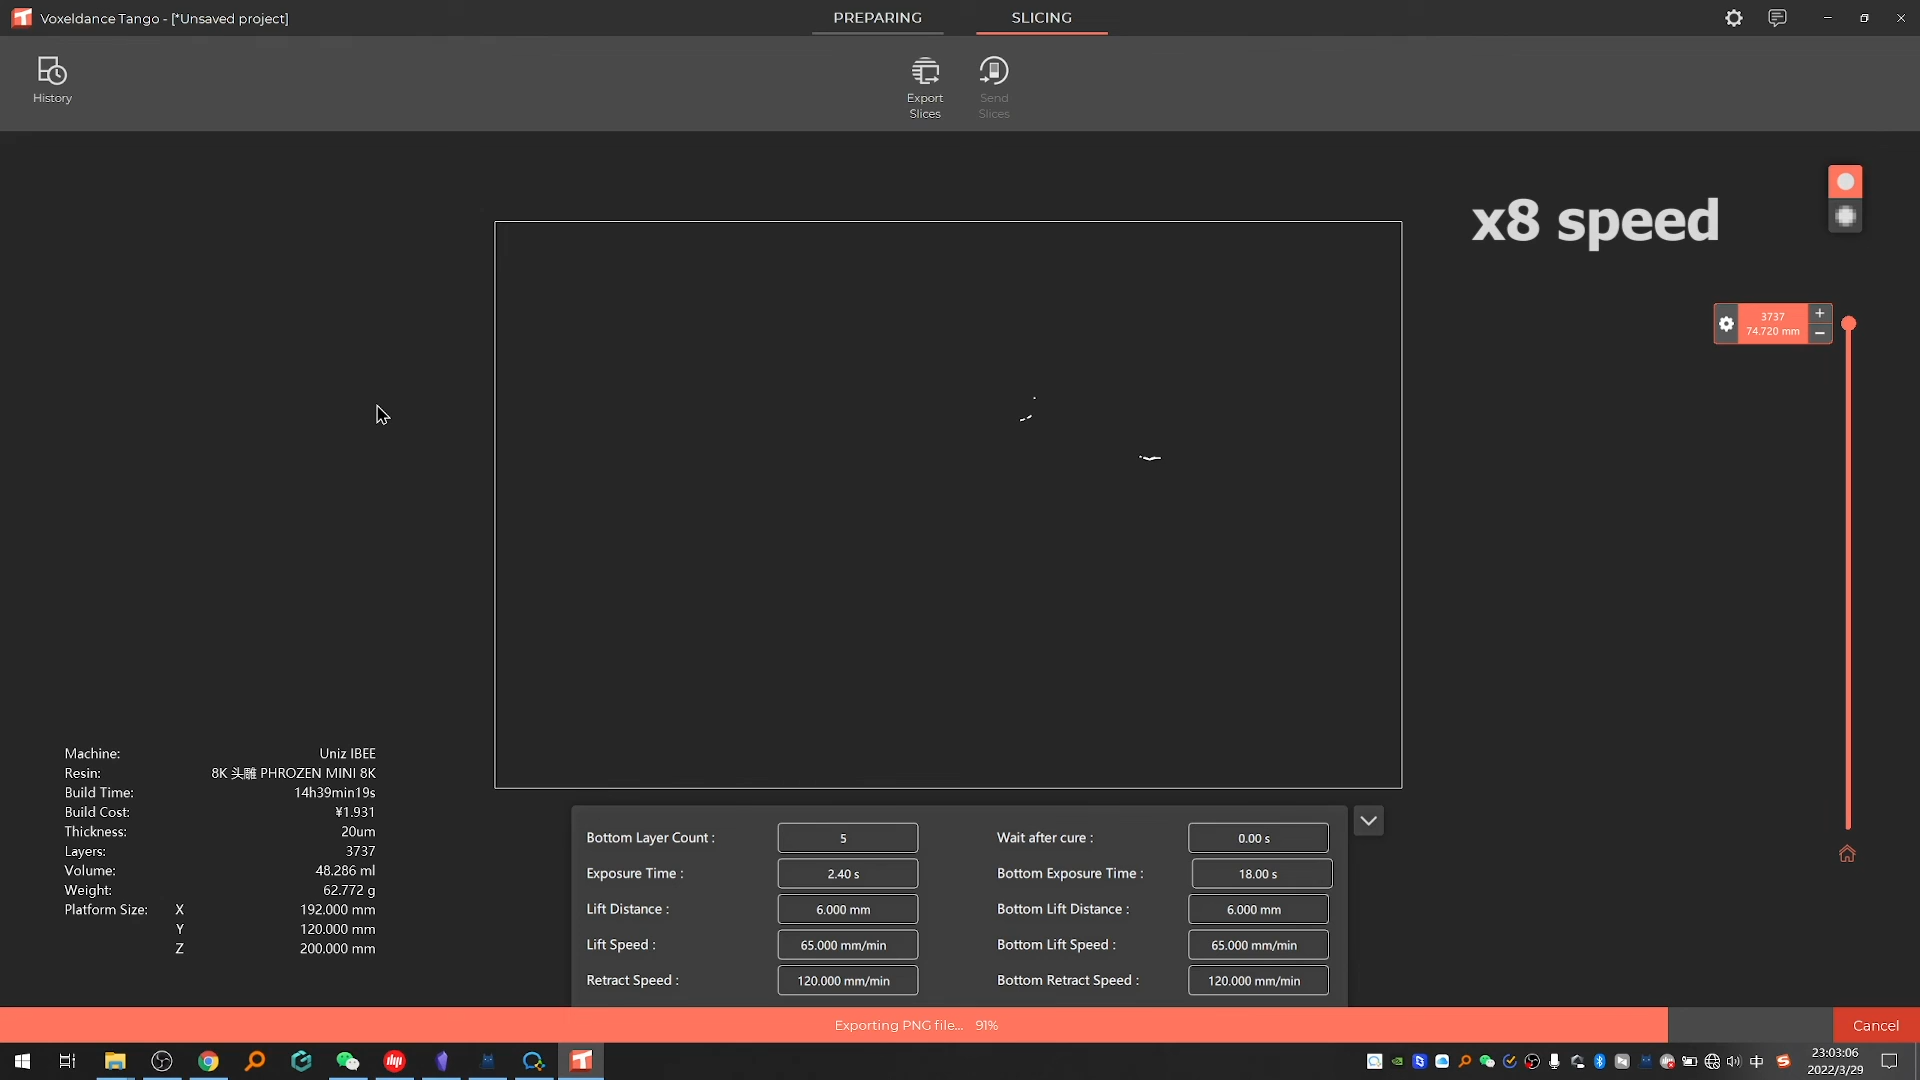 Voxeldance Tango - [*Unsaved project]
PREPARING
SLICING
History
Export
Slices
Send
Slices
x8 speed
3737
74.720 mm
Machine: Uniz IBEE
Resin: 8K 头雕 PHROZEN MINI 8K
Build Time: 14h39min19s
Build Cost: ¥1.931
Thickness: 20um
Layers: 3737
Volume: 48.286 ml
Weight: 62.772 g
Platform Size: X 192.000 mm
Y 120.000 mm
Z 200.000 mm
Bottom Layer Count : 5 Wait after cure : 0.00 s
Exposure Time : 2.40 s Bottom Exposure Time : 18.00 s
Lift Distance : 6.000 mm Bottom Lift Distance : 6.000 mm
Lift Speed : 65.000 mm/min Bottom Lift Speed : 65.000 mm/min
Retract Speed : 120.000 mm/min Bottom Retract Speed : 120.000 mm/min
Exporting PNG file... 91%
Cancel
中
23:03:06
2022/3/29